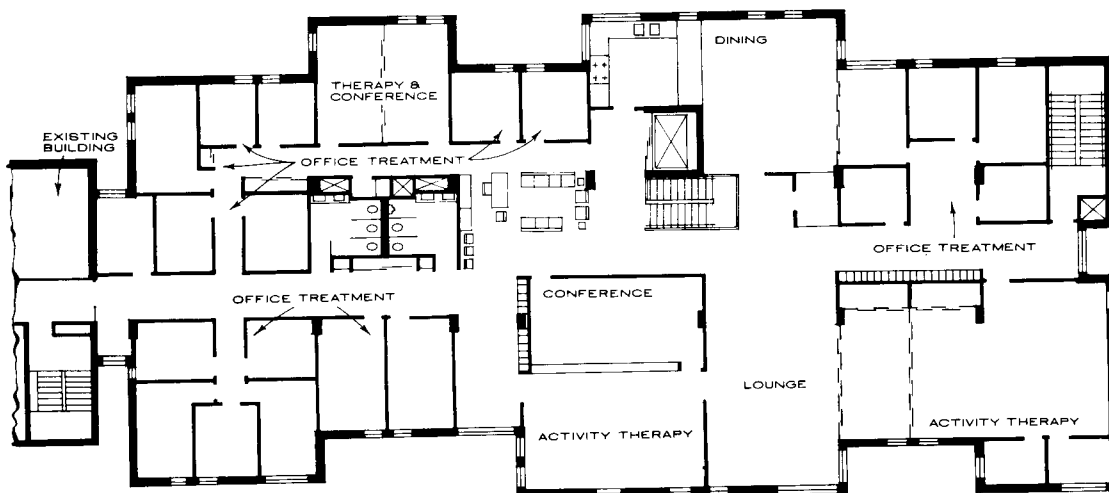 DINING
THERAPY &
CONFERENCE
EXISTING
BUILDING
OFFICE TREATMENT
OFFICE TREATMENT
OFFICE TREATMENT
CONFERENCE
LOUNGE
ACTIVITY THERAPY
ACTIVITY THERAPY